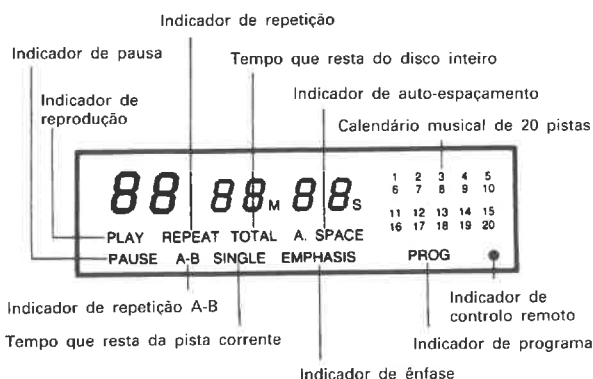 Indicador de repetição
Indicador de pausa
Tempo que resta do disco inteiro
Indicador de
reprodução
Indicador de auto-espaçamento
Calendário musical de 20 pistas
88 88M 88S
1 2 3 4 5
6 7 8 9 10
11 12 13 14 15
16 17 18 19 20
PLAY REPEAT TOTAL A. SPACE
PAUSE A-B SINGLE EMPHASIS PROG
Indicador de repetição A-B
Indicador de
controlo remoto
Tempo que resta da pista corrente
Indicador de programa
Indicador de ênfase